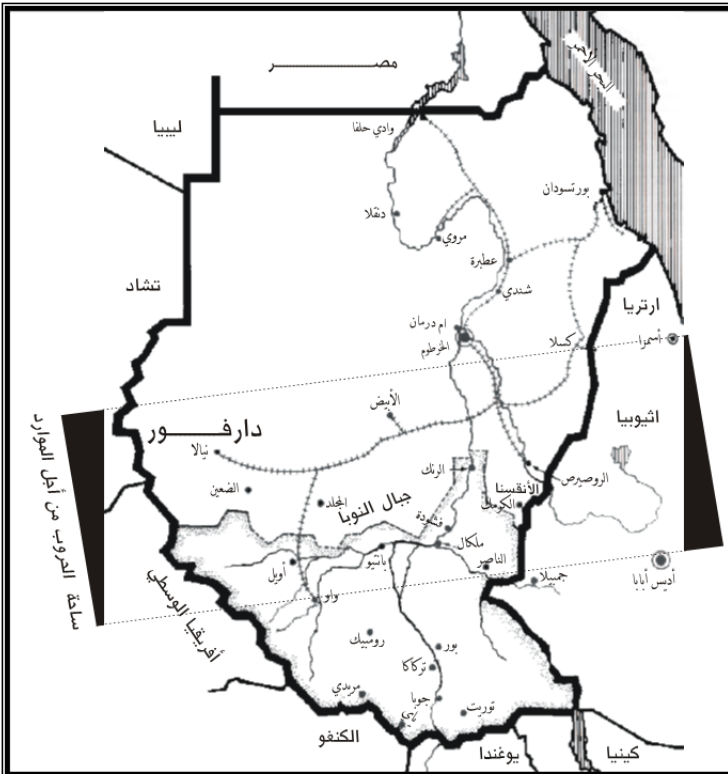 مصر
البحر الأحمر
ليبيا
وادي حلفا
بورتسودان
دنقلا
مروي
عطبرة
تشاد
شندي
ارتريا
ام درمان
الخرطوم
كسلا
أسمرا
الأبيض
اثيوبيا
دارفور
نيالا
ساحة الحروب من أجل الموارد
الرنك
الروصيرص
الضعين
المجلد
جبال النوبا
الأنقسنا
الكرمك
فشودة
ملكال
الناصر
بانتيو
أويل
جمبيلا
أديس أبابا
أفريقيا الوسطي
واو
رومبيك
بور
تركاكا
مريدي
جوبا
توريت
الكنغو
يوغندا
كينيا